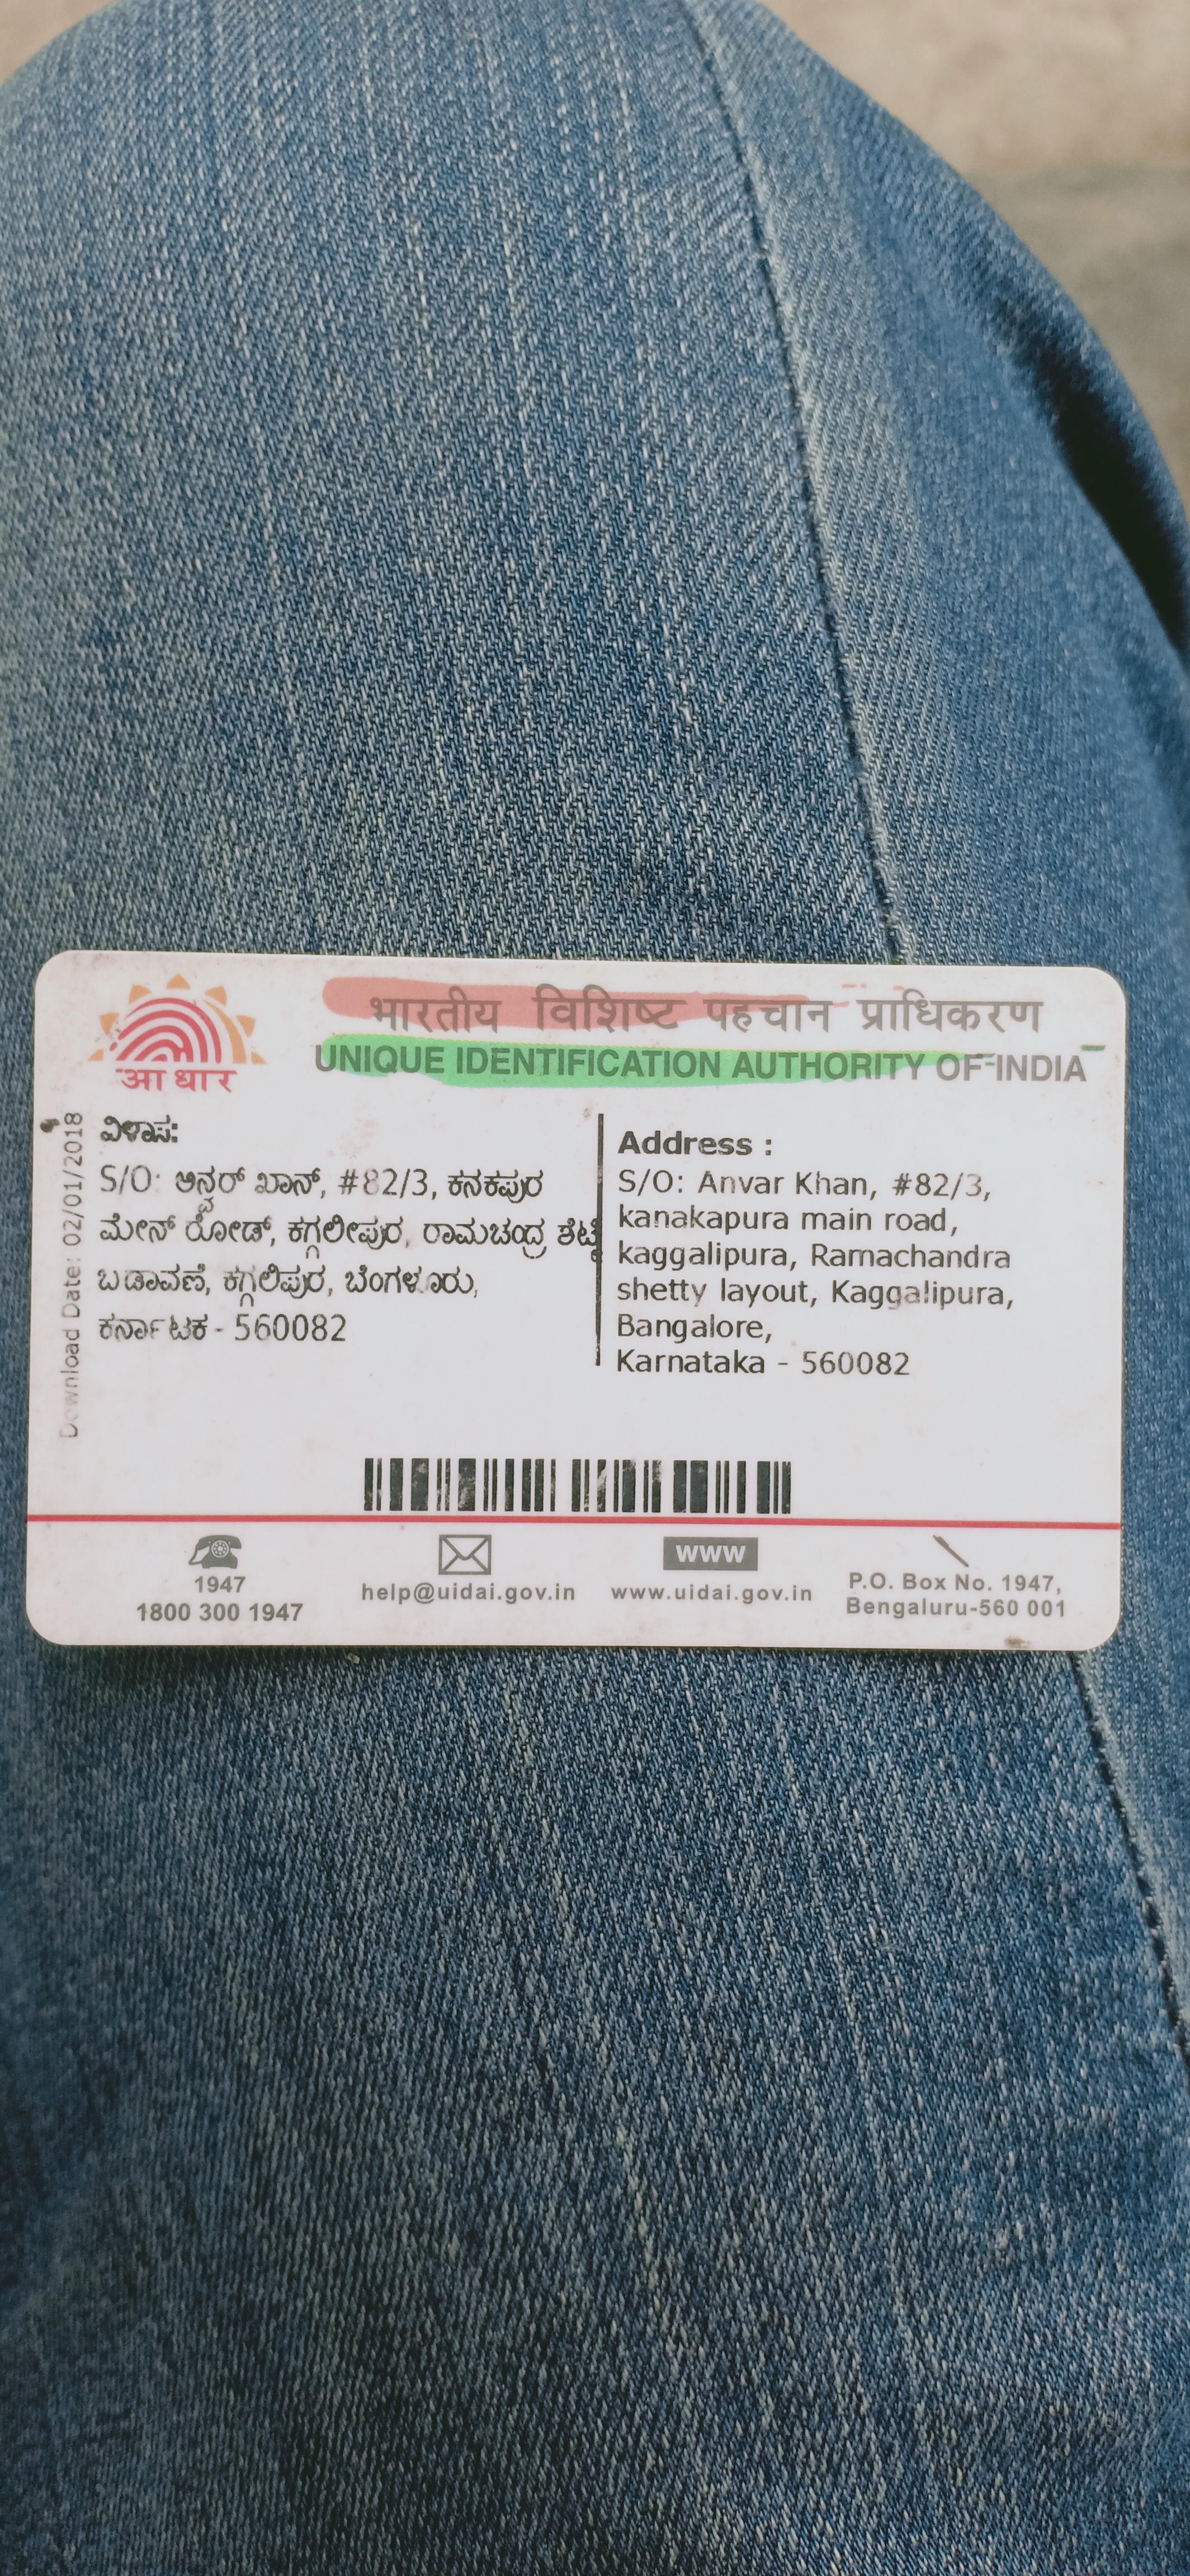 भारतीय विशिष्ट पहचान प्राधिकरण
UNIQUE IDENTIFICATION AUTHORITY OF INDIA
आधार
Download Date: 02/01/2018
ವಿಳಾಸ:
S/O: ಅನ್ವರ್ ಖಾನ್, #82/3, ಕನಕಪುರ
ಮೇನ್ ರೋಡ್, ಕಗ್ಗಲೀಪುರ, ರಾಮಚಂದ್ರ ಶೆಟ್ಟಿ
ಬಡಾವಣೆ, ಕಗ್ಗಲಿಪುರ, ಬೆಂಗಳೂರು,
ಕರ್ನಾಟಕ - 560082
Address :
S/O: Anvar Khan, #82/3,
kanakapura main road,
kaggalipura, Ramachandra
shetty layout, Kaggalipura,
Bangalore,
Karnataka - 560082
1947
1800 300 1947
help@uidai.gov.in
www
www.uidai.gov.in
P.O. Box No. 1947,
Bengaluru-560 001